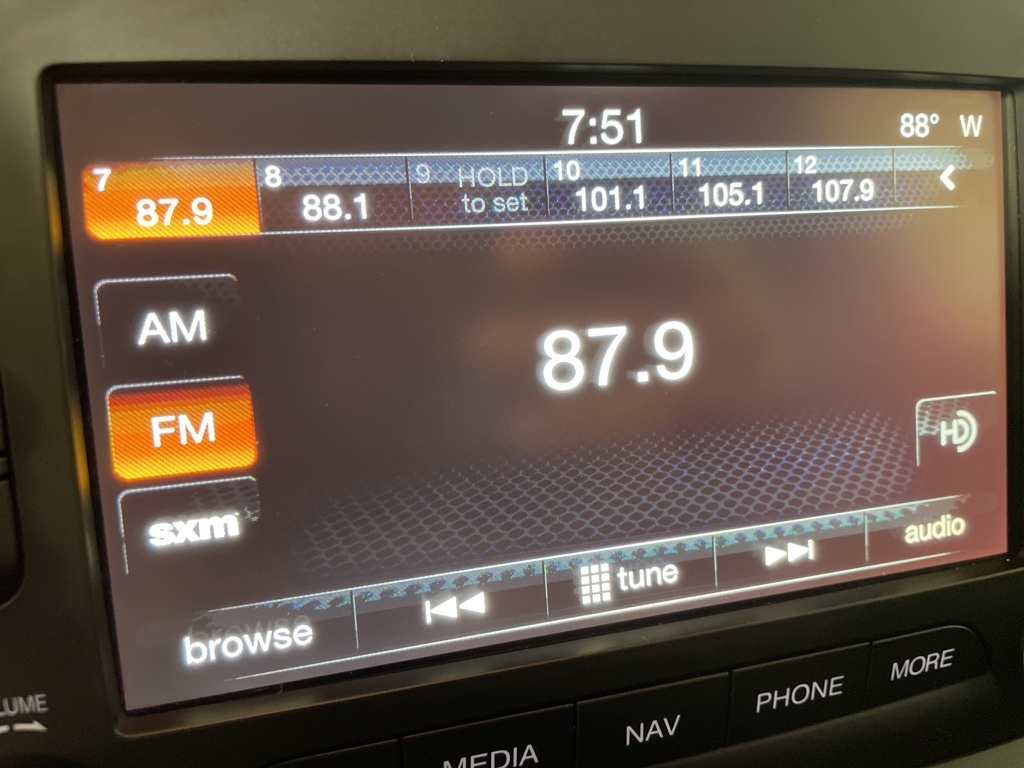 7:51
88° W
7 8 9 HOLD 10 11 12
87.9 88.1 to set 101.1 105.1 107.9
AM
87.9
FM
HD
sxm
browse tune audio
MEDIA NAV PHONE MORE